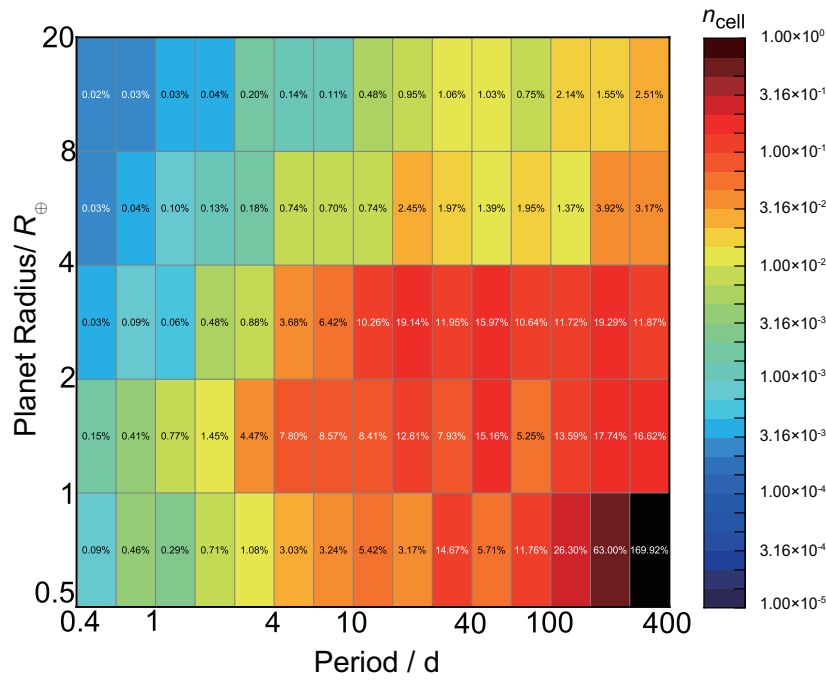 n_cell
20
0.02% 0.03% 0.03% 0.04% 0.20% 0.14% 0.11% 0.48% 0.95% 1.06% 1.03% 0.75% 2.14% 1.55% 2.51%
8
0.03% 0.04% 0.10% 0.13% 0.18% 0.74% 0.70% 0.74% 2.45% 1.97% 1.39% 1.95% 1.37% 3.92% 3.17%
4
0.03% 0.09% 0.06% 0.48% 0.88% 3.68% 6.42% 10.26% 19.14% 11.95% 15.97% 10.64% 11.72% 19.29% 11.87%
2
0.15% 0.41% 0.77% 1.45% 4.47% 7.80% 8.57% 8.41% 12.61% 7.93% 15.16% 5.25% 13.59% 17.74% 16.62%
1
0.09% 0.46% 0.29% 0.71% 1.08% 3.03% 3.24% 5.42% 3.17% 14.67% 5.71% 11.76% 26.30% 63.00% 169.92%
0.5
Planet Radius/ R⊕
0.4 1 4 10 40 100 400
Period / d
1.00×10⁰
3.16×10⁻¹
1.00×10⁻¹
3.16×10⁻²
1.00×10⁻²
3.16×10⁻³
1.00×10⁻³
3.16×10⁻³
1.00×10⁻⁴
3.16×10⁻⁴
1.00×10⁻⁵